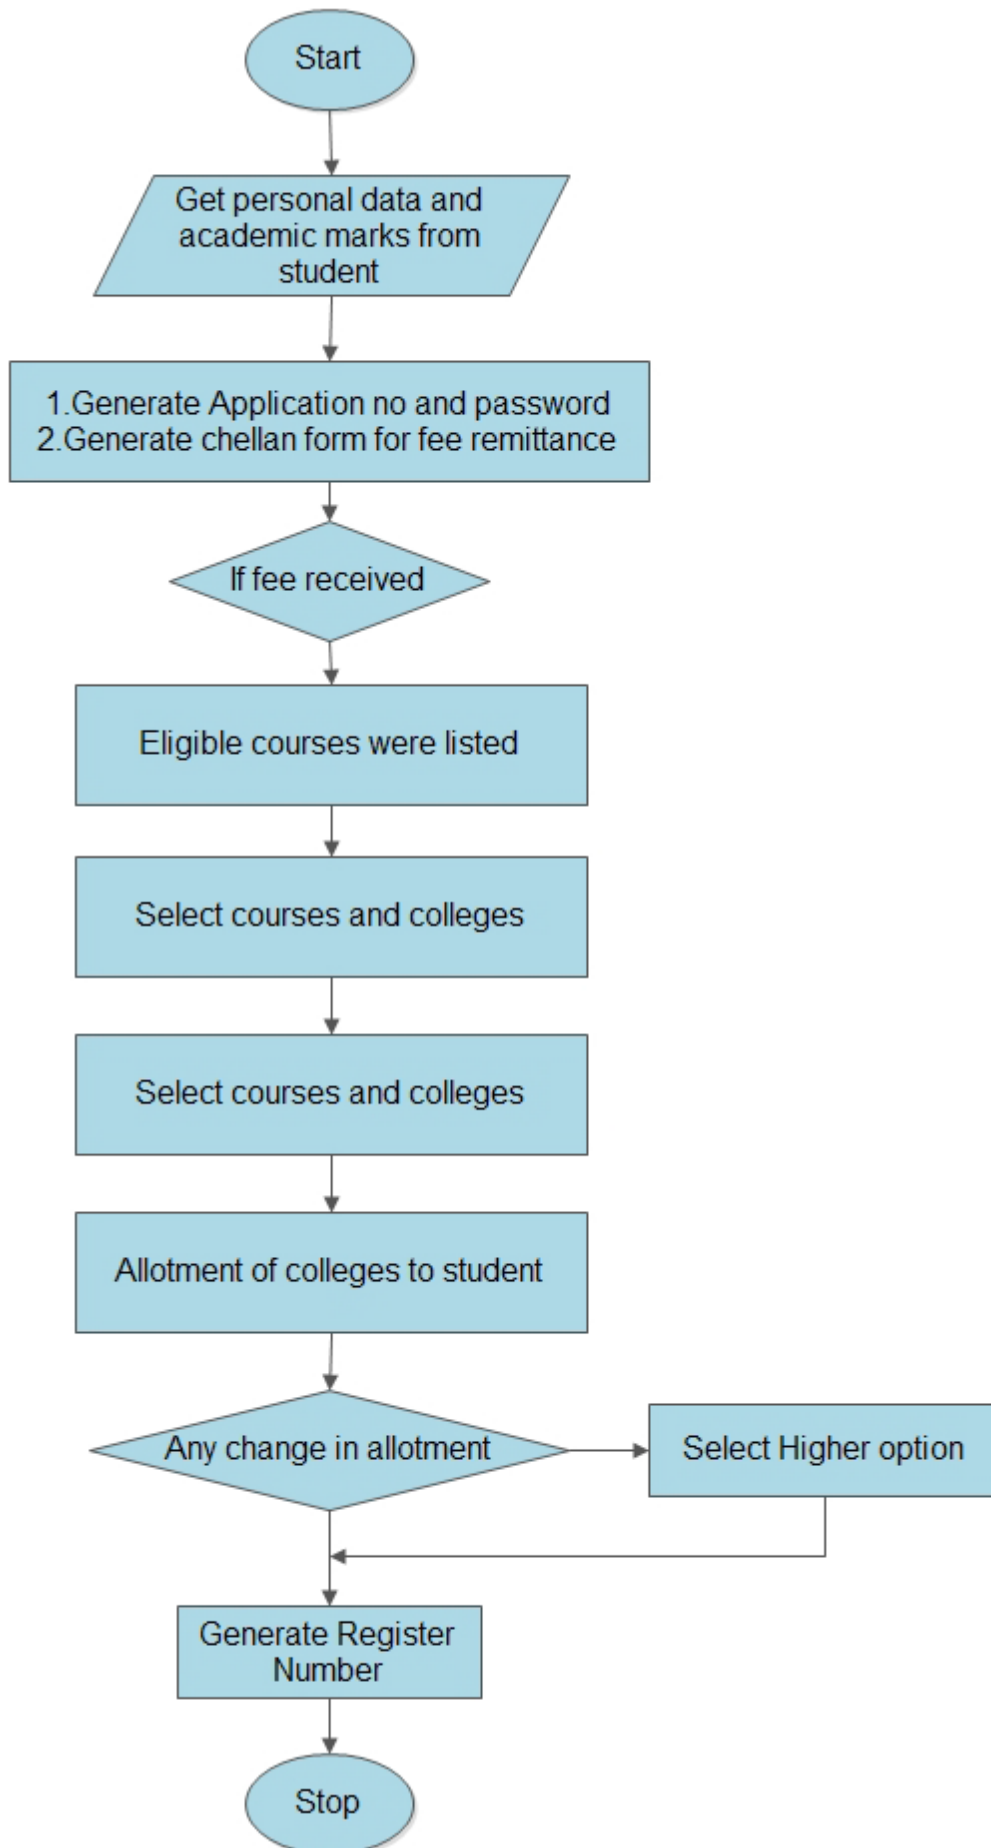 Start
Get personal data and
academic marks from
student
1.Generate Application no and password
2.Generate chellan form for fee remittance
If fee received
Eligible courses were listed
Select courses and colleges
Select courses and colleges
Allotment of colleges to student
Any change in allotment
Select Higher option
Generate Register
Number
Stop